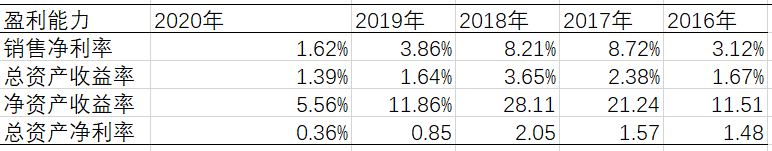 盈利能力 2020年 2019年 2018年 2017年 2016年
销售净利率 1.62% 3.86% 8.21% 8.72% 3.12%
总资产收益率 1.39% 1.64% 3.65% 2.38% 1.67%
净资产收益率 5.56% 11.86% 28.11 21.24 11.51
总资产净利率 0.36% 0.85 2.05 1.57 1.48